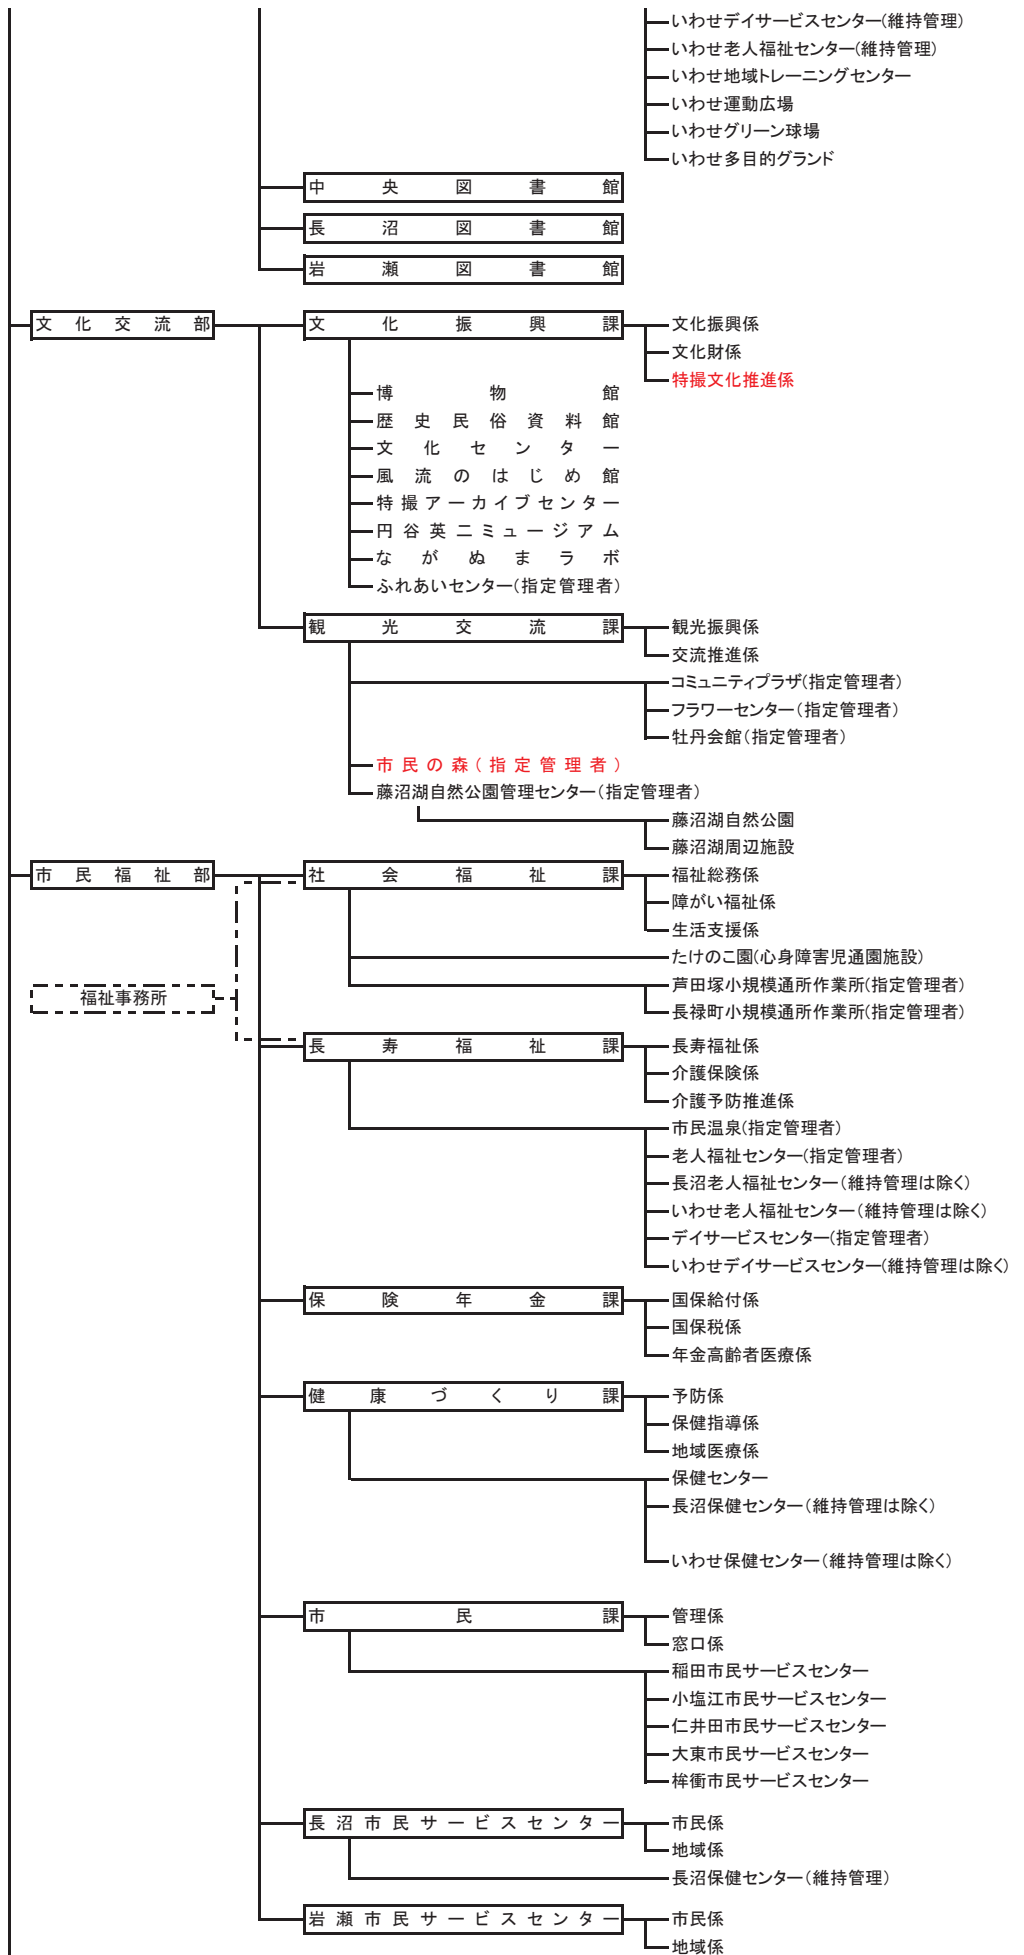 いわせデイサービスセンター(維持管理)
いわせ老人福祉センター(維持管理)
いわせ地域トレーニングセンター
いわせ運動広場
いわせグリーン球場
いわせ多目的グランド
中央図書館
長沼図書館
岩瀬図書館
文化交流部
文化振興課
文化振興係
文化財係
特撮文化推進係
博物館
歴史民俗資料館
文化センター
風流のはじめ館
特撮アーカイブセンター
円谷英二ミュージアム
ながぬまラボ
ふれあいセンター(指定管理者)
観光交流課
観光振興係
交流推進係
コミュニティプラザ(指定管理者)
フラワーセンター(指定管理者)
牡丹会館(指定管理者)
市民の森(指定管理者)
藤沼湖自然公園管理センター(指定管理者)
藤沼湖自然公園
藤沼湖周辺施設
市民福祉部
社会福祉課
福祉総務係
障がい福祉係
生活支援係
たけのこ園(心身障害児通園施設)
芦田塚小規模通所作業所(指定管理者)
長禄町小規模通所作業所(指定管理者)
福祉事務所
長寿福祉課
長寿福祉係
介護保険係
介護予防推進係
市民温泉(指定管理者)
老人福祉センター(指定管理者)
長沼老人福祉センター(維持管理は除く)
いわせ老人福祉センター(維持管理は除く)
デイサービスセンター(指定管理者)
いわせデイサービスセンター(維持管理は除く)
保険年金課
国保給付係
国保税係
年金高齢者医療係
健康づくり課
予防係
保健指導係
地域医療係
保健センター
長沼保健センター(維持管理は除く)
いわせ保健センター(維持管理は除く)
市民課
管理係
窓口係
稲田市民サービスセンター
小塩江市民サービスセンター
仁井田市民サービスセンター
大東市民サービスセンター
桙衝市民サービスセンター
長沼市民サービスセンター
市民係
地域係
長沼保健センター(維持管理)
岩瀬市民サービスセンター
市民係
地域係